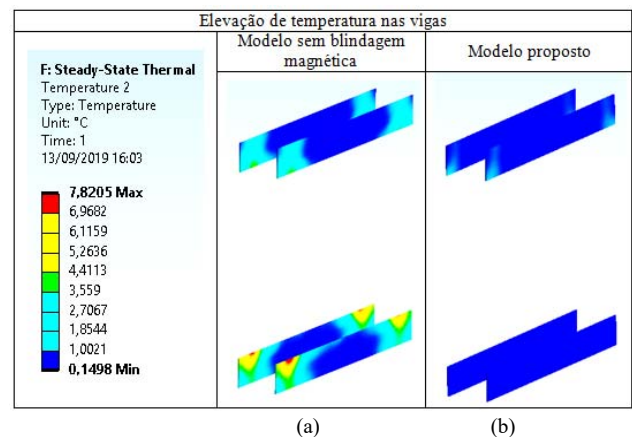 Elevação de temperatura nas vigas
Modelo sem blindagem
magnética
Modelo proposto
F: Steady-State Thermal
Temperature 2
Type: Temperature
Unit: °C
Time: 1
13/09/2019 16:03
7,8205 Max
6,9682
6,1159
5,2636
4,4113
3,559
2,7067
1,8544
1,0021
0,1498 Min
(a)
(b)